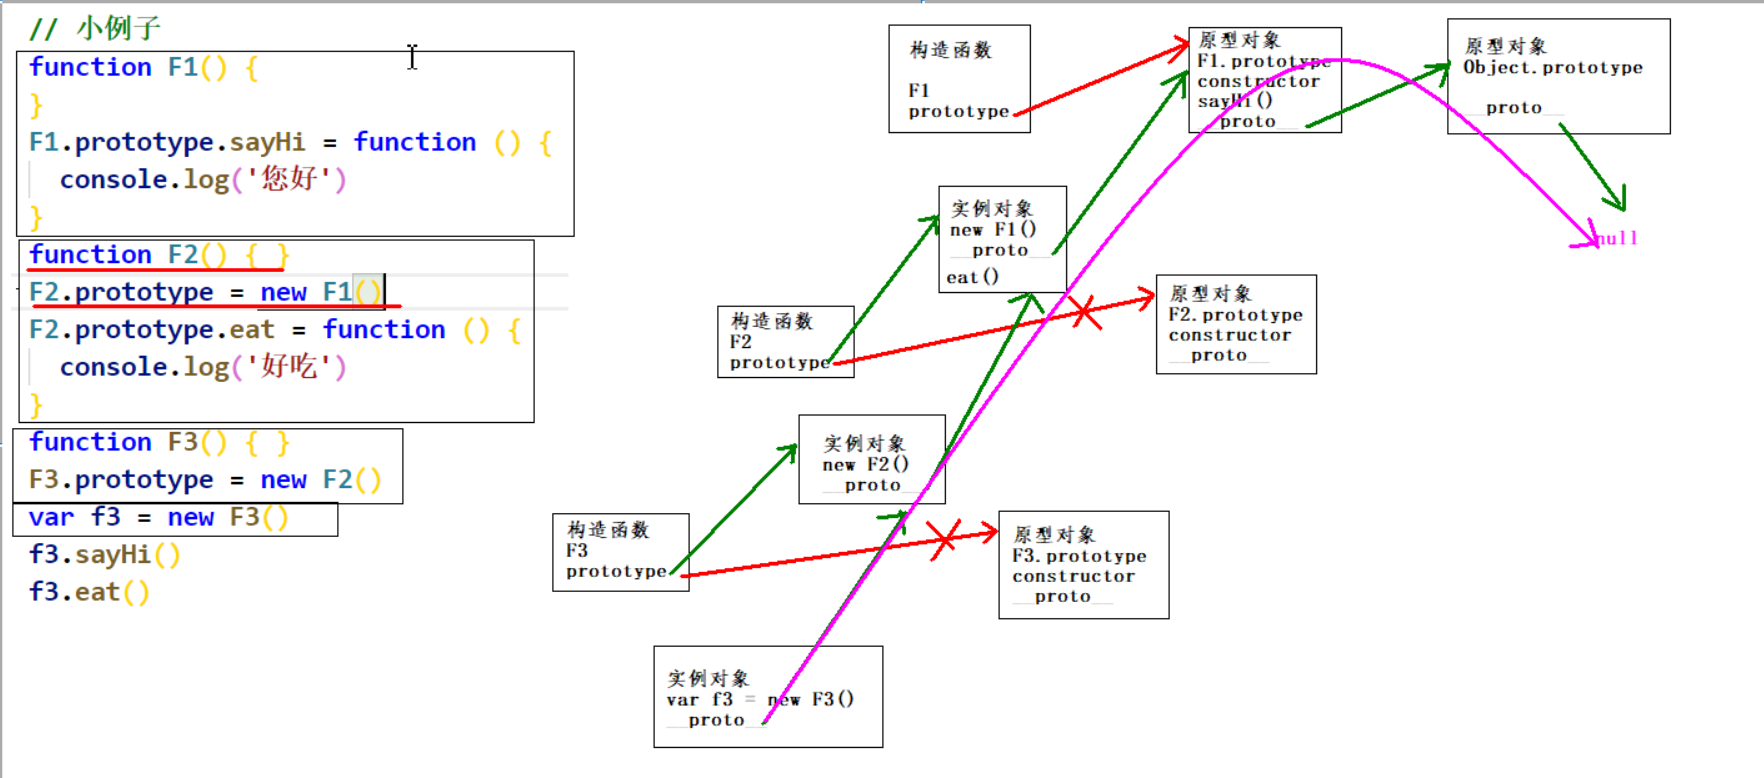 // 小例子
function F1() {
}
F1.prototype.sayHi = function () {
console.log('您好')
}
function F2() { }
F2.prototype = new F1()
F2.prototype.eat = function () {
console.log('好吃')
}
function F3() { }
F3.prototype = new F2()
var f3 = new F3()
f3.sayHi()
f3.eat()
构造函数
F1
prototype
原型对象
F1.prototype
constructor
sayHi()
__proto__
原型对象
Object.prototype
__proto__
null
实例对象
new F1()
__proto__
eat()
构造函数
F2
prototype
原型对象
F2.prototype
constructor
__proto__
实例对象
new F2()
__proto__
构造函数
F3
prototype
原型对象
F3.prototype
constructor
__proto__
实例对象
var f3 = new F3()
__proto__